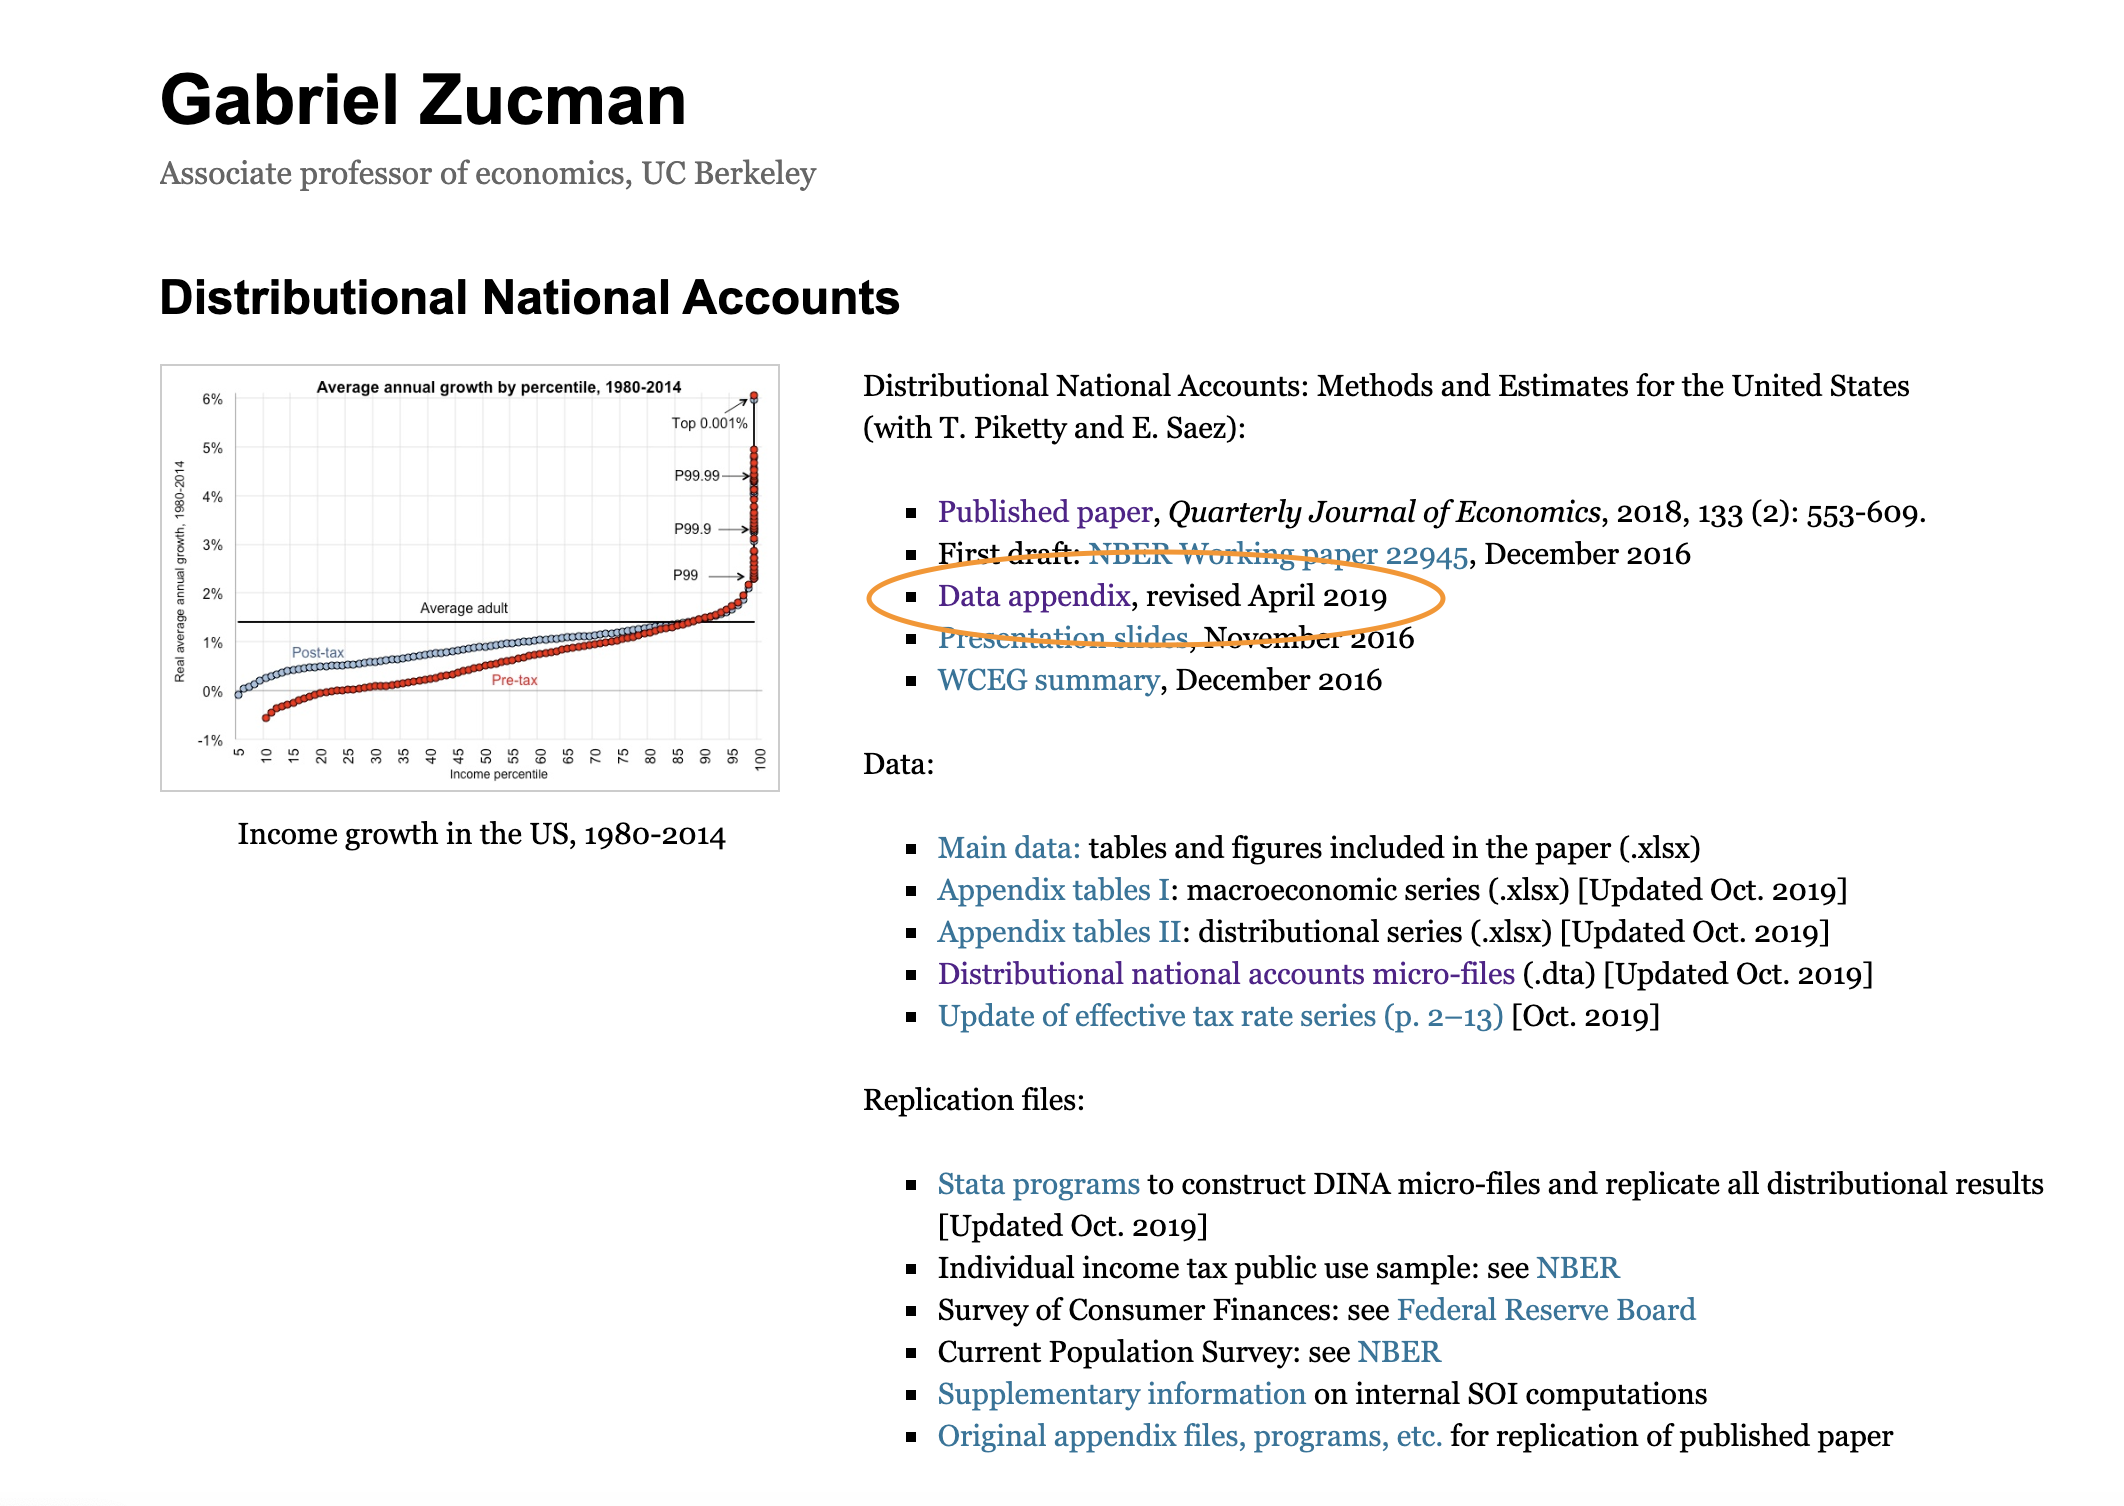 Gabriel Zucman
Associate professor of economics, UC Berkeley
Distributional National Accounts
Average annual growth by percentile, 1980-2014
Real average annual growth, 1980-2014
6%
5%
4%
3%
2%
1%
0%
-1%
Top 0.001%
P99.99
P99.9
P99
Average adult
Post-tax
Pre-tax
5 10 15 20 25 30 35 40 45 50 55 60 65 70 75 80 85 90 95 100
Income percentile
Income growth in the US, 1980-2014
Distributional National Accounts: Methods and Estimates for the United States
(with T. Piketty and E. Saez):
▪ Published paper, Quarterly Journal of Economics, 2018, 133 (2): 553-609.
▪ First draft: NBER Working paper 22945, December 2016
▪ Data appendix, revised April 2019
▪ Presentation slides, November 2016
▪ WCEG summary, December 2016
Data:
▪ Main data: tables and figures included in the paper (.xlsx)
▪ Appendix tables I: macroeconomic series (.xlsx) [Updated Oct. 2019]
▪ Appendix tables II: distributional series (.xlsx) [Updated Oct. 2019]
▪ Distributional national accounts micro-files (.dta) [Updated Oct. 2019]
▪ Update of effective tax rate series (p. 2–13) [Oct. 2019]
Replication files:
▪ Stata programs to construct DINA micro-files and replicate all distributional results
[Updated Oct. 2019]
▪ Individual income tax public use sample: see NBER
▪ Survey of Consumer Finances: see Federal Reserve Board
▪ Current Population Survey: see NBER
▪ Supplementary information on internal SOI computations
▪ Original appendix files, programs, etc. for replication of published paper